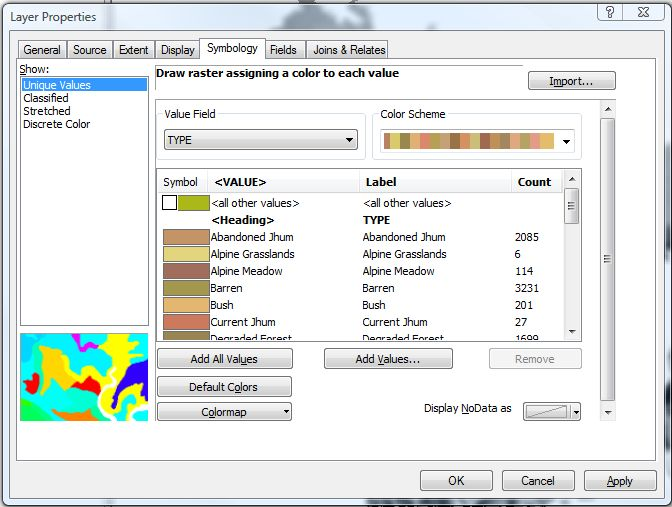 Layer Properties
General Source Extent Display Symbology Fields Joins & Relates
Show:
Unique Values
Classified
Stretched
Discrete Color
Draw raster assigning a color to each value
Import...
Value Field
TYPE
Color Scheme
Symbol <VALUE> Label Count
<all other values> <all other values>
<Heading> TYPE
Abandoned Jhum Abandoned Jhum 2085
Alpine Grasslands Alpine Grasslands 6
Alpine Meadow Alpine Meadow 114
Barren Barren 3231
Bush Bush 201
Current Jhum Current Jhum 27
Degraded Forest Degraded Forest 1699
Add All Values Add Values... Remove
Default Colors
Colormap
Display NoData as
OK Cancel Apply